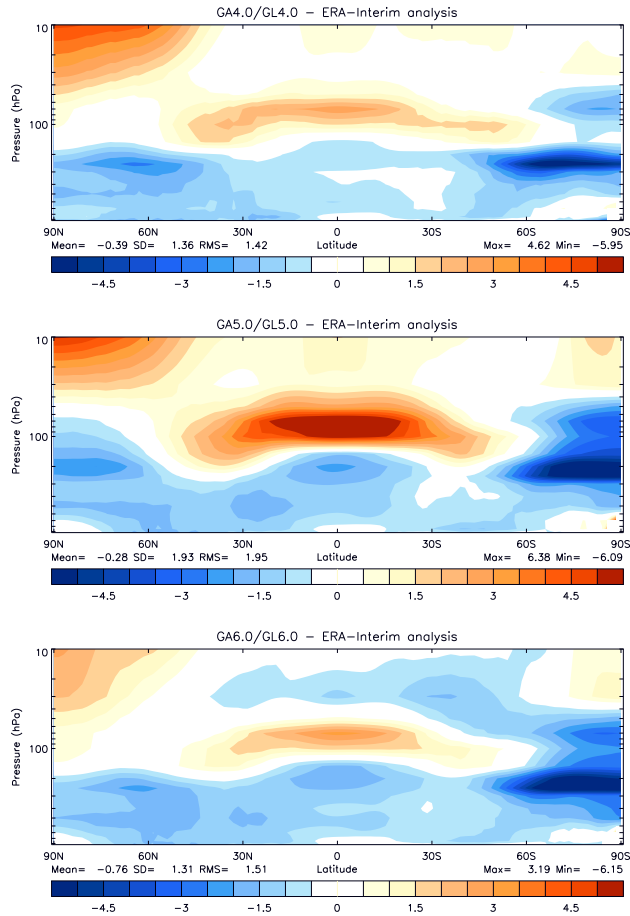 GA4.0/GL4.0 - ERA-Interim analysis
10
100
Pressure (hPa)
90N 60N 30N 0 30S 60S 90S
Mean= -0.39 SD= 1.36 RMS= 1.42 Latitude Max= 4.62 Min= -5.95
-4.5 -3 -1.5 0 1.5 3 4.5
GA5.0/GL5.0 - ERA-Interim analysis
10
100
Pressure (hPa)
90N 60N 30N 0 30S 60S 90S
Mean= -0.28 SD= 1.93 RMS= 1.95 Latitude Max= 6.38 Min= -6.09
-4.5 -3 -1.5 0 1.5 3 4.5
GA6.0/GL6.0 - ERA-Interim analysis
10
100
Pressure (hPa)
90N 60N 30N 0 30S 60S 90S
Mean= -0.76 SD= 1.31 RMS= 1.51 Latitude Max= 3.19 Min= -6.15
-4.5 -3 -1.5 0 1.5 3 4.5